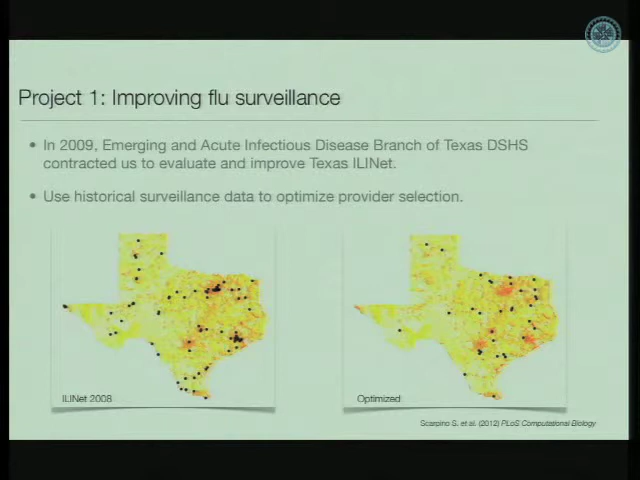 Project 1: Improving flu surveillance
• In 2009, Emerging and Acute Infectious Disease Branch of Texas DSHS
contracted us to evaluate and improve Texas ILINet.
• Use historical surveillance data to optimize provider selection.
ILINet 2008
Optimized
Scarpino S. et al. (2012) PLoS Computational Biology